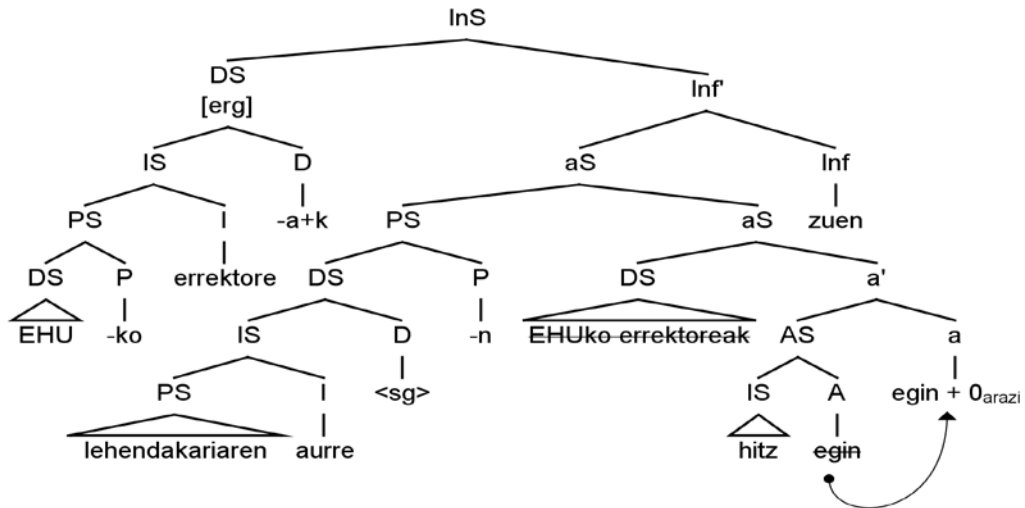 InS
DS Inf'
[erg]
IS D aS Inf
PS I -a+k PS aS zuen
DS P errektore DS P DS a'
EHU -ko IS D -n EHUko errektoreak AS a
PS I <sg> IS A egin + 0arazi
lehendakariaren aurre hitz egin